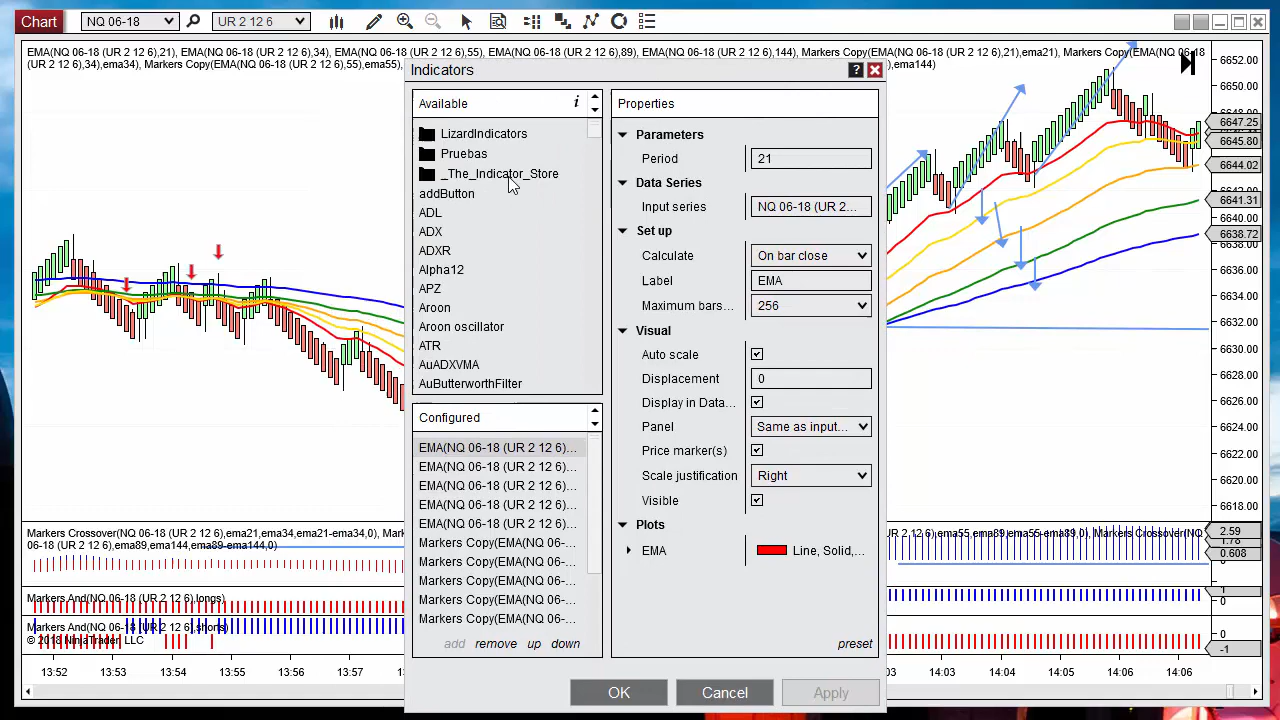 Chart NQ 06-18 UR 2 12 6
EMA(NQ 06-18 (UR 2 12 6),21), EMA(NQ 06-18 (UR 2 12 6),34), EMA(NQ 06-18 (UR 2 12 6),55), EMA(NQ 06-18 (UR 2 12 6),89), EMA(NQ 06-18 (UR 2 12 6),144), Markers Copy(EMA(NQ 06-18 (UR 2 12 6),21),ema21), Markers Copy(EMA(NQ 06-18
(UR 2 12 6),34),ema34), Markers Copy(EMA(NQ 06-18 (UR 2 12 6),55),ema55),
ema144)
Indicators
?
Available i
LizardIndicators
Pruebas
_The_Indicator_Store
addButton
ADL
ADX
ADXR
Alpha12
APZ
Aroon
Aroon oscillator
ATR
AuADXVMA
AuButterworthFilter
Configured
EMA(NQ 06-18 (UR 2 12 6)...
EMA(NQ 06-18 (UR 2 12 6)...
EMA(NQ 06-18 (UR 2 12 6)...
EMA(NQ 06-18 (UR 2 12 6)...
EMA(NQ 06-18 (UR 2 12 6)...
Markers Copy(EMA(NQ 06-...
Markers Copy(EMA(NQ 06-...
Markers Copy(EMA(NQ 06-...
Markers Copy(EMA(NQ 06-...
Markers Copy(EMA(NQ 06-...
add remove up down
Properties
Parameters
Period 21
Data Series
Input series NQ 06-18 (UR 2...
Set up
Calculate On bar close
Label EMA
Maximum bars... 256
Visual
Auto scale
Displacement 0
Display in Data...
Panel Same as input...
Price marker(s)
Scale justification Right
Visible
Plots
EMA Line, Solid,...
preset
OK Cancel Apply
6652.00
6650.00
6647.25
6645.80
6644.02
6641.31
6640.00
6638.72
6636.00
6634.00
6632.00
6630.00
6628.00
6626.00
6624.00
6622.00
6620.00
6618.00
Markers Crossover(NQ 06-18 (UR 2 12 6),ema21,ema34,ema21-ema34,0),
06-18 (UR 2 12 6),ema89,ema144,ema89-ema144,0)
2.59
0.608
0
Markers And(NQ 06-18 (UR 2 12 6),longs)
1
0
Markers And(NQ 06-18 (UR 2 12 6),shorts)
© 2018 NinjaTrader, LLC
0
-1
13:52 13:53 13:54 13:55 13:56 13:57 14:03 14:04 14:05 14:06 14:06